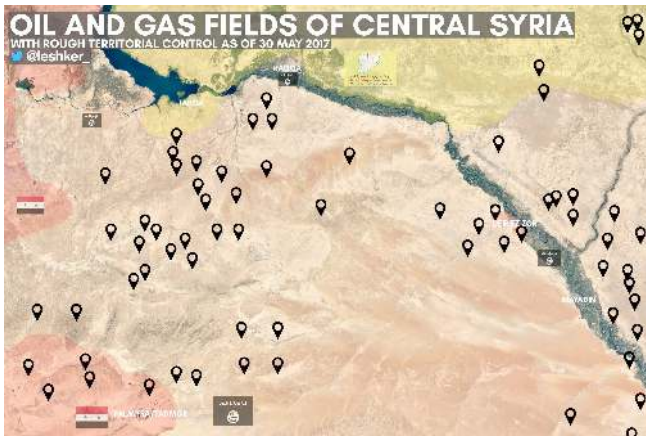 OIL AND GAS FIELDS OF CENTRAL SYRIA
WITH ROUGH TERRITORIAL CONTROL AS OF 30 MAY 2017
@leshker_
RAQQA
TABQA
DEIR EZ ZOR
MAYADIN
PALMYRA/TADMOR